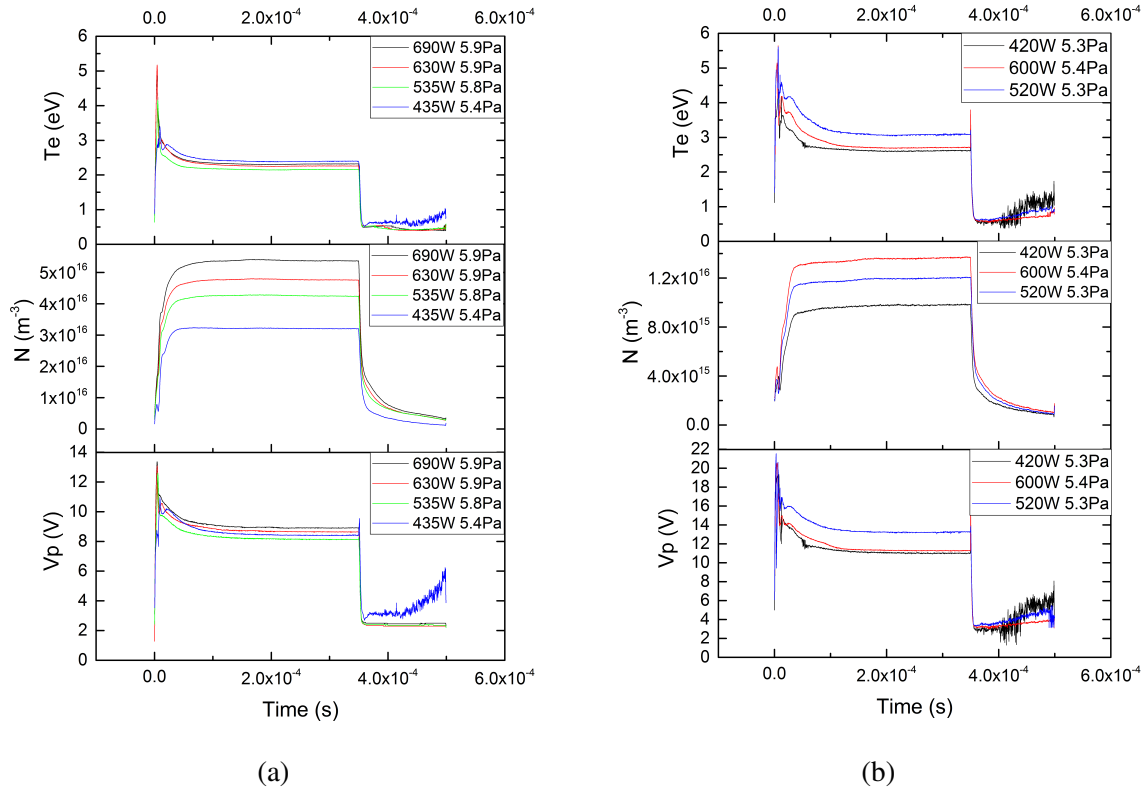 0.0 2.0x10-4 4.0x10-4 6.0x10-4
6
5
4
3
2
1
0
Te (eV)
690W 5.9Pa
630W 5.9Pa
535W 5.8Pa
435W 5.4Pa
5x10¹⁶
4x10¹⁶
3x10¹⁶
1x10¹⁶
0
N (m⁻³)
690W 5.9Pa
630W 5.9Pa
535W 5.8Pa
435W 5.4Pa
14
12
10
8
6
4
2
0
Vp (V)
690W 5.9Pa
630W 5.9Pa
535W 5.8Pa
435W 5.4Pa
0.0 2.0x10⁻⁴ 4.0x10⁻⁴ 6.0x10⁻⁴
Time (s)
(a)
0.0 2.0x10⁻⁴ 4.0x10⁻⁴ 6.0x10⁻⁴
6
5
4
3
2
1
0
Te (eV)
420W 5.3Pa
600W 5.4Pa
520W 5.3Pa
1.2x10¹⁶
8.0x10¹⁵
4.0x10¹⁵
0.0
N (m⁻³)
420W 5.3Pa
600W 5.4Pa
520W 5.3Pa
22
20
18
16
14
12
10
8
6
4
2
0
Vp (V)
420W 5.3Pa
600W 5.4Pa
520W 5.3Pa
0.0 2.0x10⁻⁴ 4.0x10⁻⁴ 6.0x10⁻⁴
Time (s)
(b)